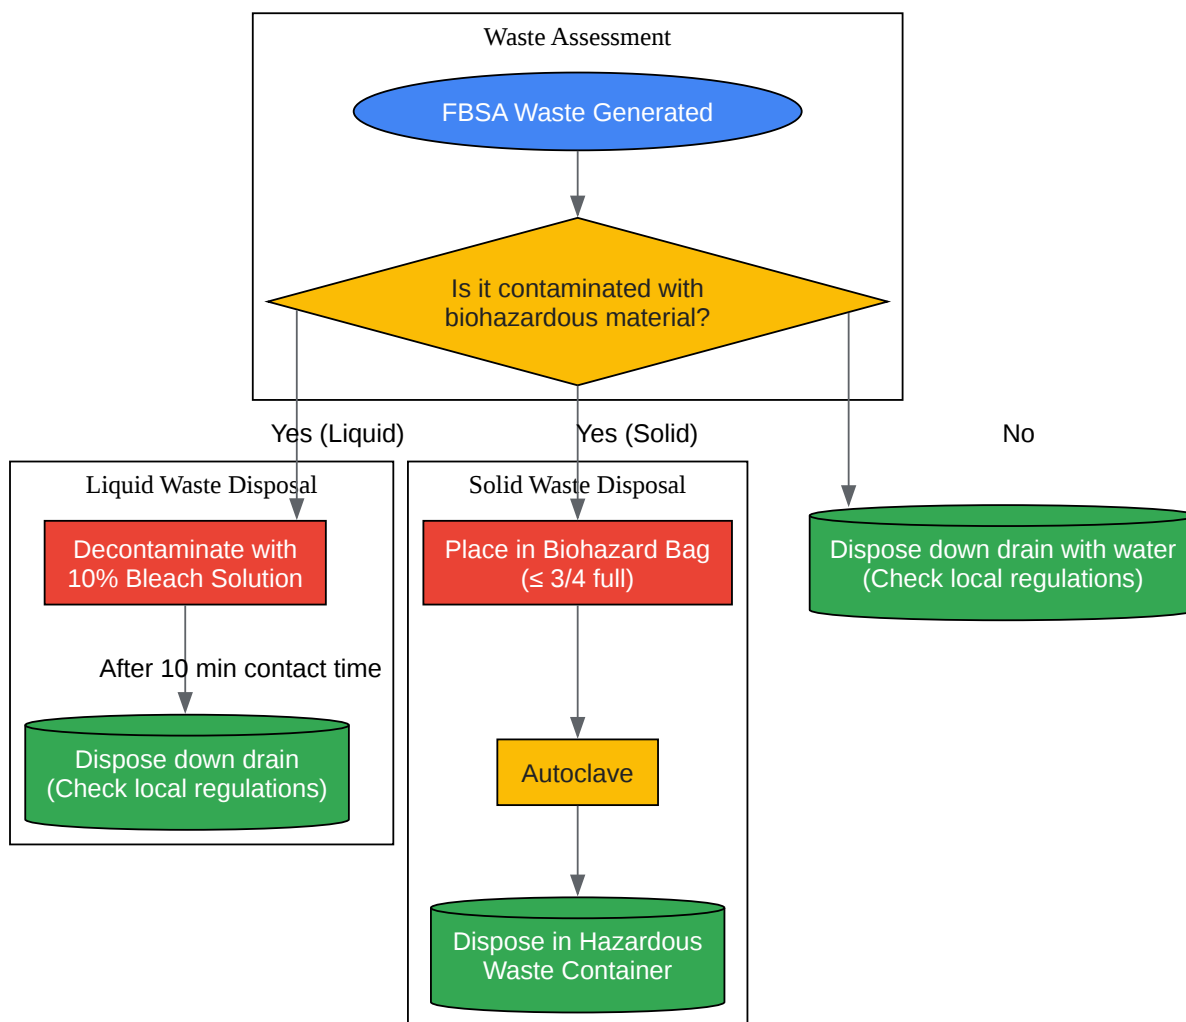 Waste Assessment
FBSA Waste Generated
Is it contaminated with
biohazardous material?
Yes (Liquid)
Yes (Solid)
No
Liquid Waste Disposal
Decontaminate with
10% Bleach Solution
After 10 min contact time
Dispose down drain
(Check local regulations)
Solid Waste Disposal
Place in Biohazard Bag
(≤ 3/4 full)
Autoclave
Dispose in Hazardous
Waste Container
Dispose down drain with water
(Check local regulations)